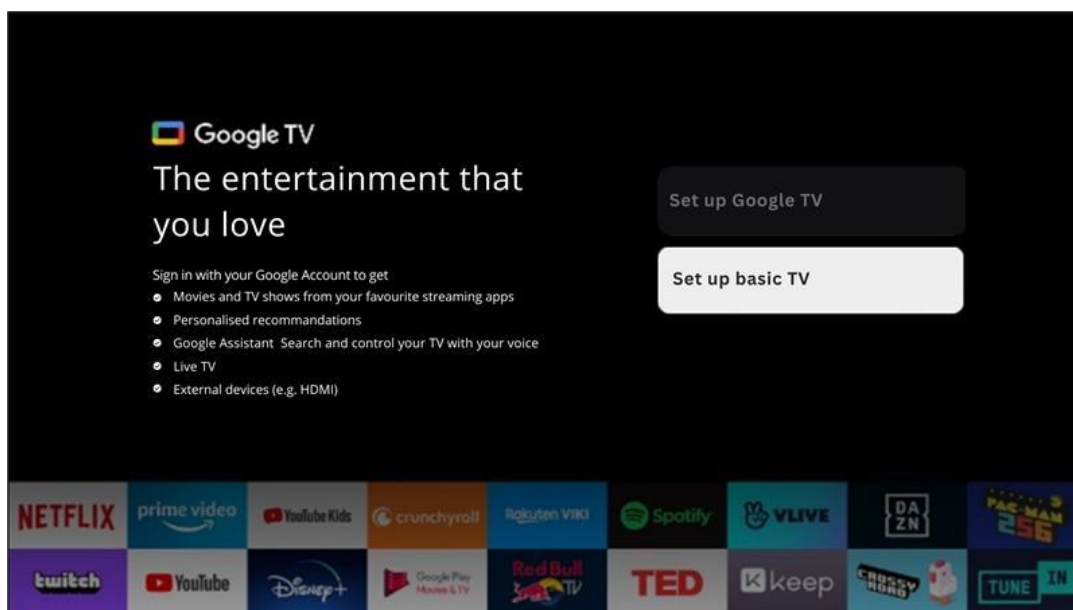 Google TV
The entertainment that
you love
Sign in with your Google Account to get
Movies and TV shows from your favourite streaming apps
Personalised recommandations
Google Assistant Search and control your TV with your voice
Live TV
External devices (e.g. HDMI)
Set up Google TV
Set up basic TV
NETFLIX
prime video
YouTube Kids
crunchyroll
Rakuten VIKI
Spotify
VLIVE
DA
ZN
PAC-MAN
256
twitch
YouTube
Disney+
Google Play
Movies & TV
Red Bull
TV
TED
keep
CROSSY
ROAD
TUNE IN